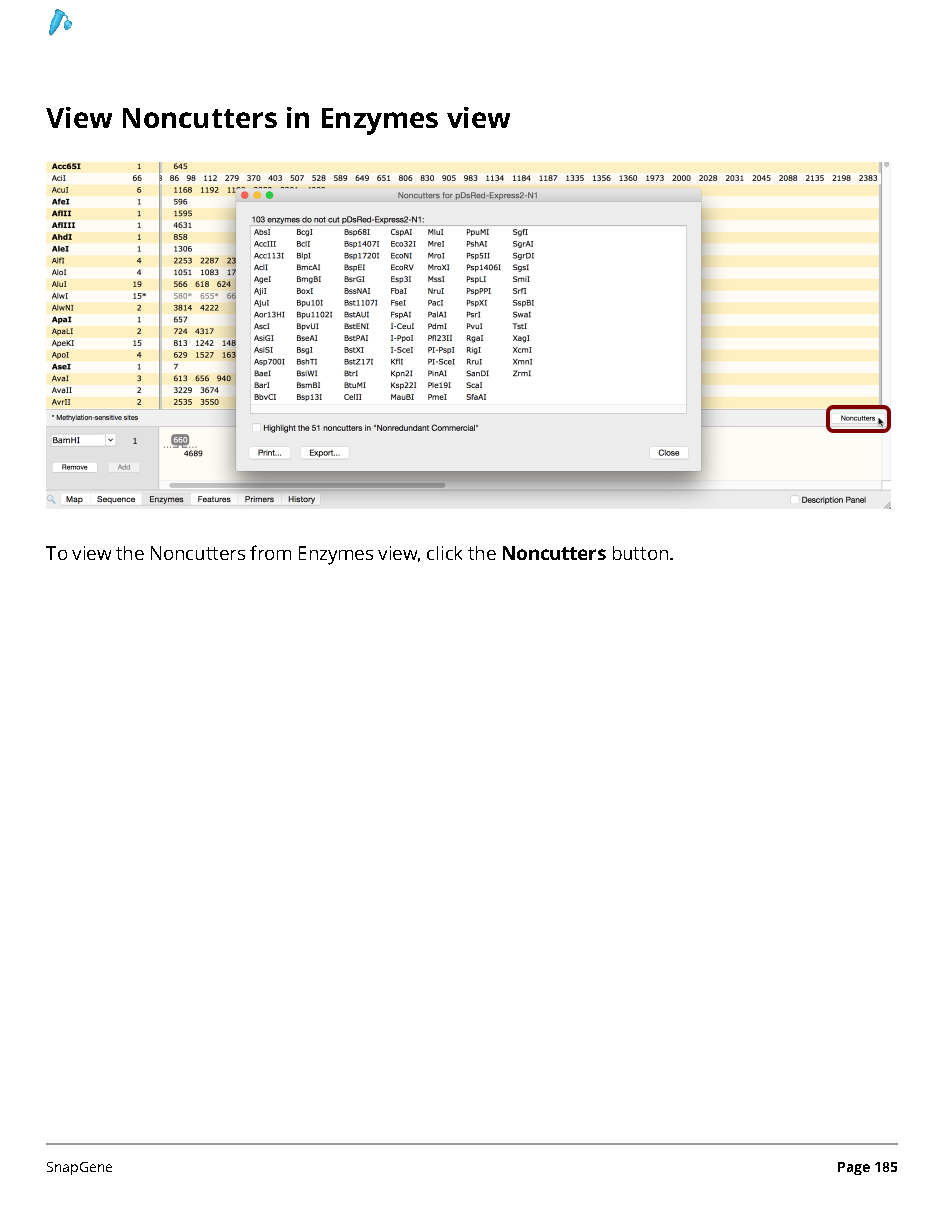 View Noncutters in Enzymes view
Acc65I 1 645
AciI 66 86 98 112 279 370 403 507 528 589 649 651 806 830 905 983 1134 1184 1187 1335 1356 1360 1973 2000 2028 2031 2045 2088 2135 2198 2383
AcuI 6 1168 1192
AfeI 1 596
AflII 1 1595
AflIII 1 4631
AhdI 1 858
AleI 1 1306
AlfI 4 2253 2287
AloI 4 1051 1083
AluI 19 566 618 624
AlwI 15* 580* 655*
AlwNI 2 3814 4222
ApaI 1 657
ApaLI 2 724 4317
ApeKI 15 813 1242
ApoI 4 629 1527
AseI 1 7
AvaI 3 613 656 940
AvaII 2 3229 3674
AvrII 2 2535 3550
Noncutters for pDsRed-Express2-N1
103 enzymes do not cut pDsRed-Express2-N1:
AbsI BcgI Bsp68I CspAI MluI PpuMI SgfI
AccIII BclI Bsp1407I Eco32I MreI PshAI SgrAI
Acc113I BlpI Bsp1720I EcoNI MroI Psp5II SgrDI
AclI BmcAI BspEI EcoRV MroXI Psp1406I SgsI
AgeI BmgBI BsrGI Esp3I MssI PspLI SmiI
AjiI BoxI BssNAI FbaI NruI PspPPI SrfI
AjuI Bpu10I Bst1107I FseI PacI PspXI SspBI
Aor13HI Bpu1102I BstAUI FspAI PalAI PsrI SwaI
AscI BpvUI BstENI I-CeuI PdmI PvuI TstI
AsiGI BseAI BstPAI I-PpoI Pfl23II RgaI XagI
AsiSI BsgI BstXI I-SceI PI-PspI RigI XcmI
Asp700I BshTI BstZ17I KflI PI-SceI RruI XmnI
BaeI BsiWI BtrI Kpn2I PinAI SanDI ZrmI
BarI BsmBI BtuMI Ksp22I Ple19I ScaI
BbvCI Bsp13I CelII MauBI PmeI SfaAI
Highlight the 51 noncutters in "Nonredundant Commercial"
Print... Export... Close
* Methylation-sensitive sites
Noncutters
BamHI 1 660
4689
Remove Add
Map Sequence Enzymes Features Primers History Description Panel
To view the Noncutters from Enzymes view, click the Noncutters button.
SnapGene Page 185